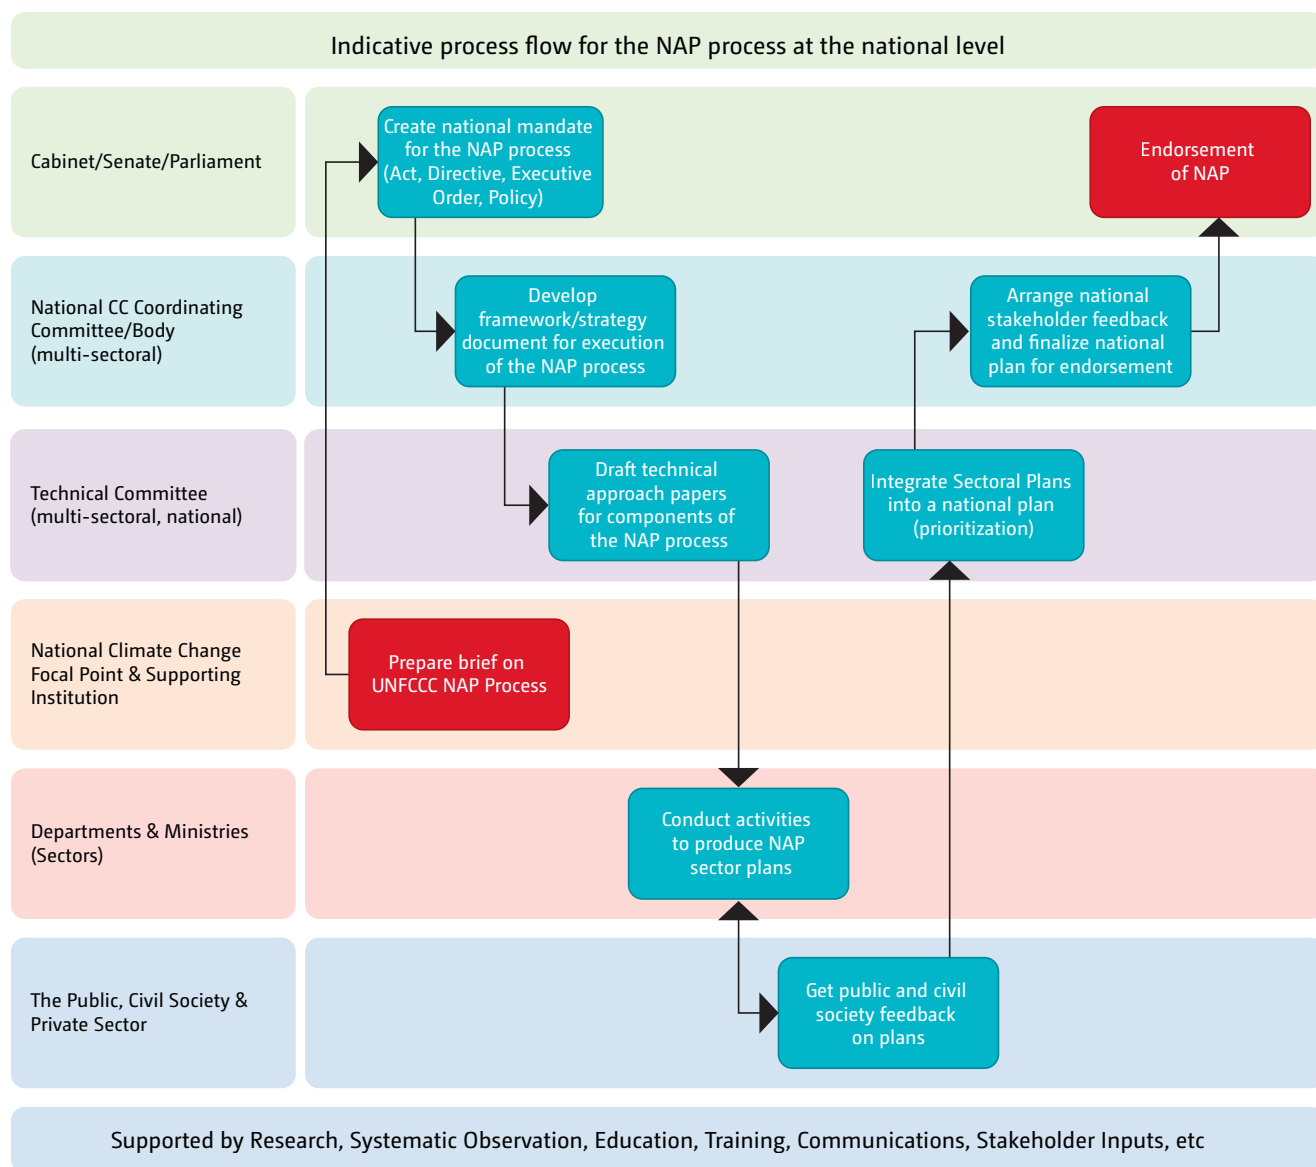 Indicative process flow for the NAP process at the national level
Cabinet/Senate/Parliament
Create national mandate
for the NAP process
(Act, Directive, Executive
Order, Policy)
Endorsement
of NAP
National CC Coordinating
Committee/Body
(multi-sectoral)
Develop
framework/strategy
document for execution
of the NAP process
Arrange national
stakeholder feedback
and finalize national
plan for endorsement
Technical Committee
(multi-sectoral, national)
Draft technical
approach papers
for components of
the NAP process
Integrate Sectoral Plans
into a national plan
(prioritization)
National Climate Change
Focal Point & Supporting
Institution
Prepare brief on
UNFCCC NAP Process
Departments & Ministries
(Sectors)
Conduct activities
to produce NAP
sector plans
The Public, Civil Society &
Private Sector
Get public and civil
society feedback
on plans
Supported by Research, Systematic Observation, Education, Training, Communications, Stakeholder Inputs, etc